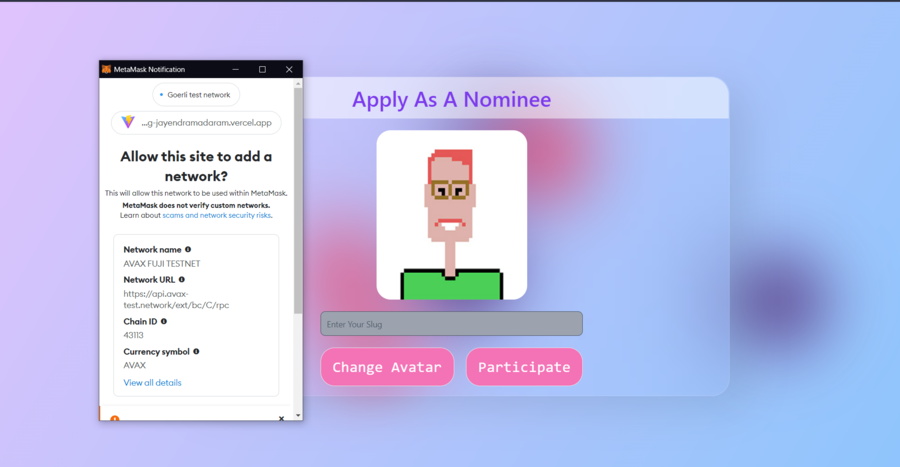 MetaMask Notification
Goerli test network
...g-jayendramadaram.vercel.app
Allow this site to add a
network?
This will allow this network to be used within MetaMask.
MetaMask does not verify custom networks.
Learn about scams and network security risks.
Network name
AVAX FUJI TESTNET
Network URL
https://api.avax-
test.network/ext/bc/C/rpc
Chain ID
43113
Currency symbol
AVAX
View all details
Apply As A Nominee
Enter Your Slug
Change Avatar
Participate